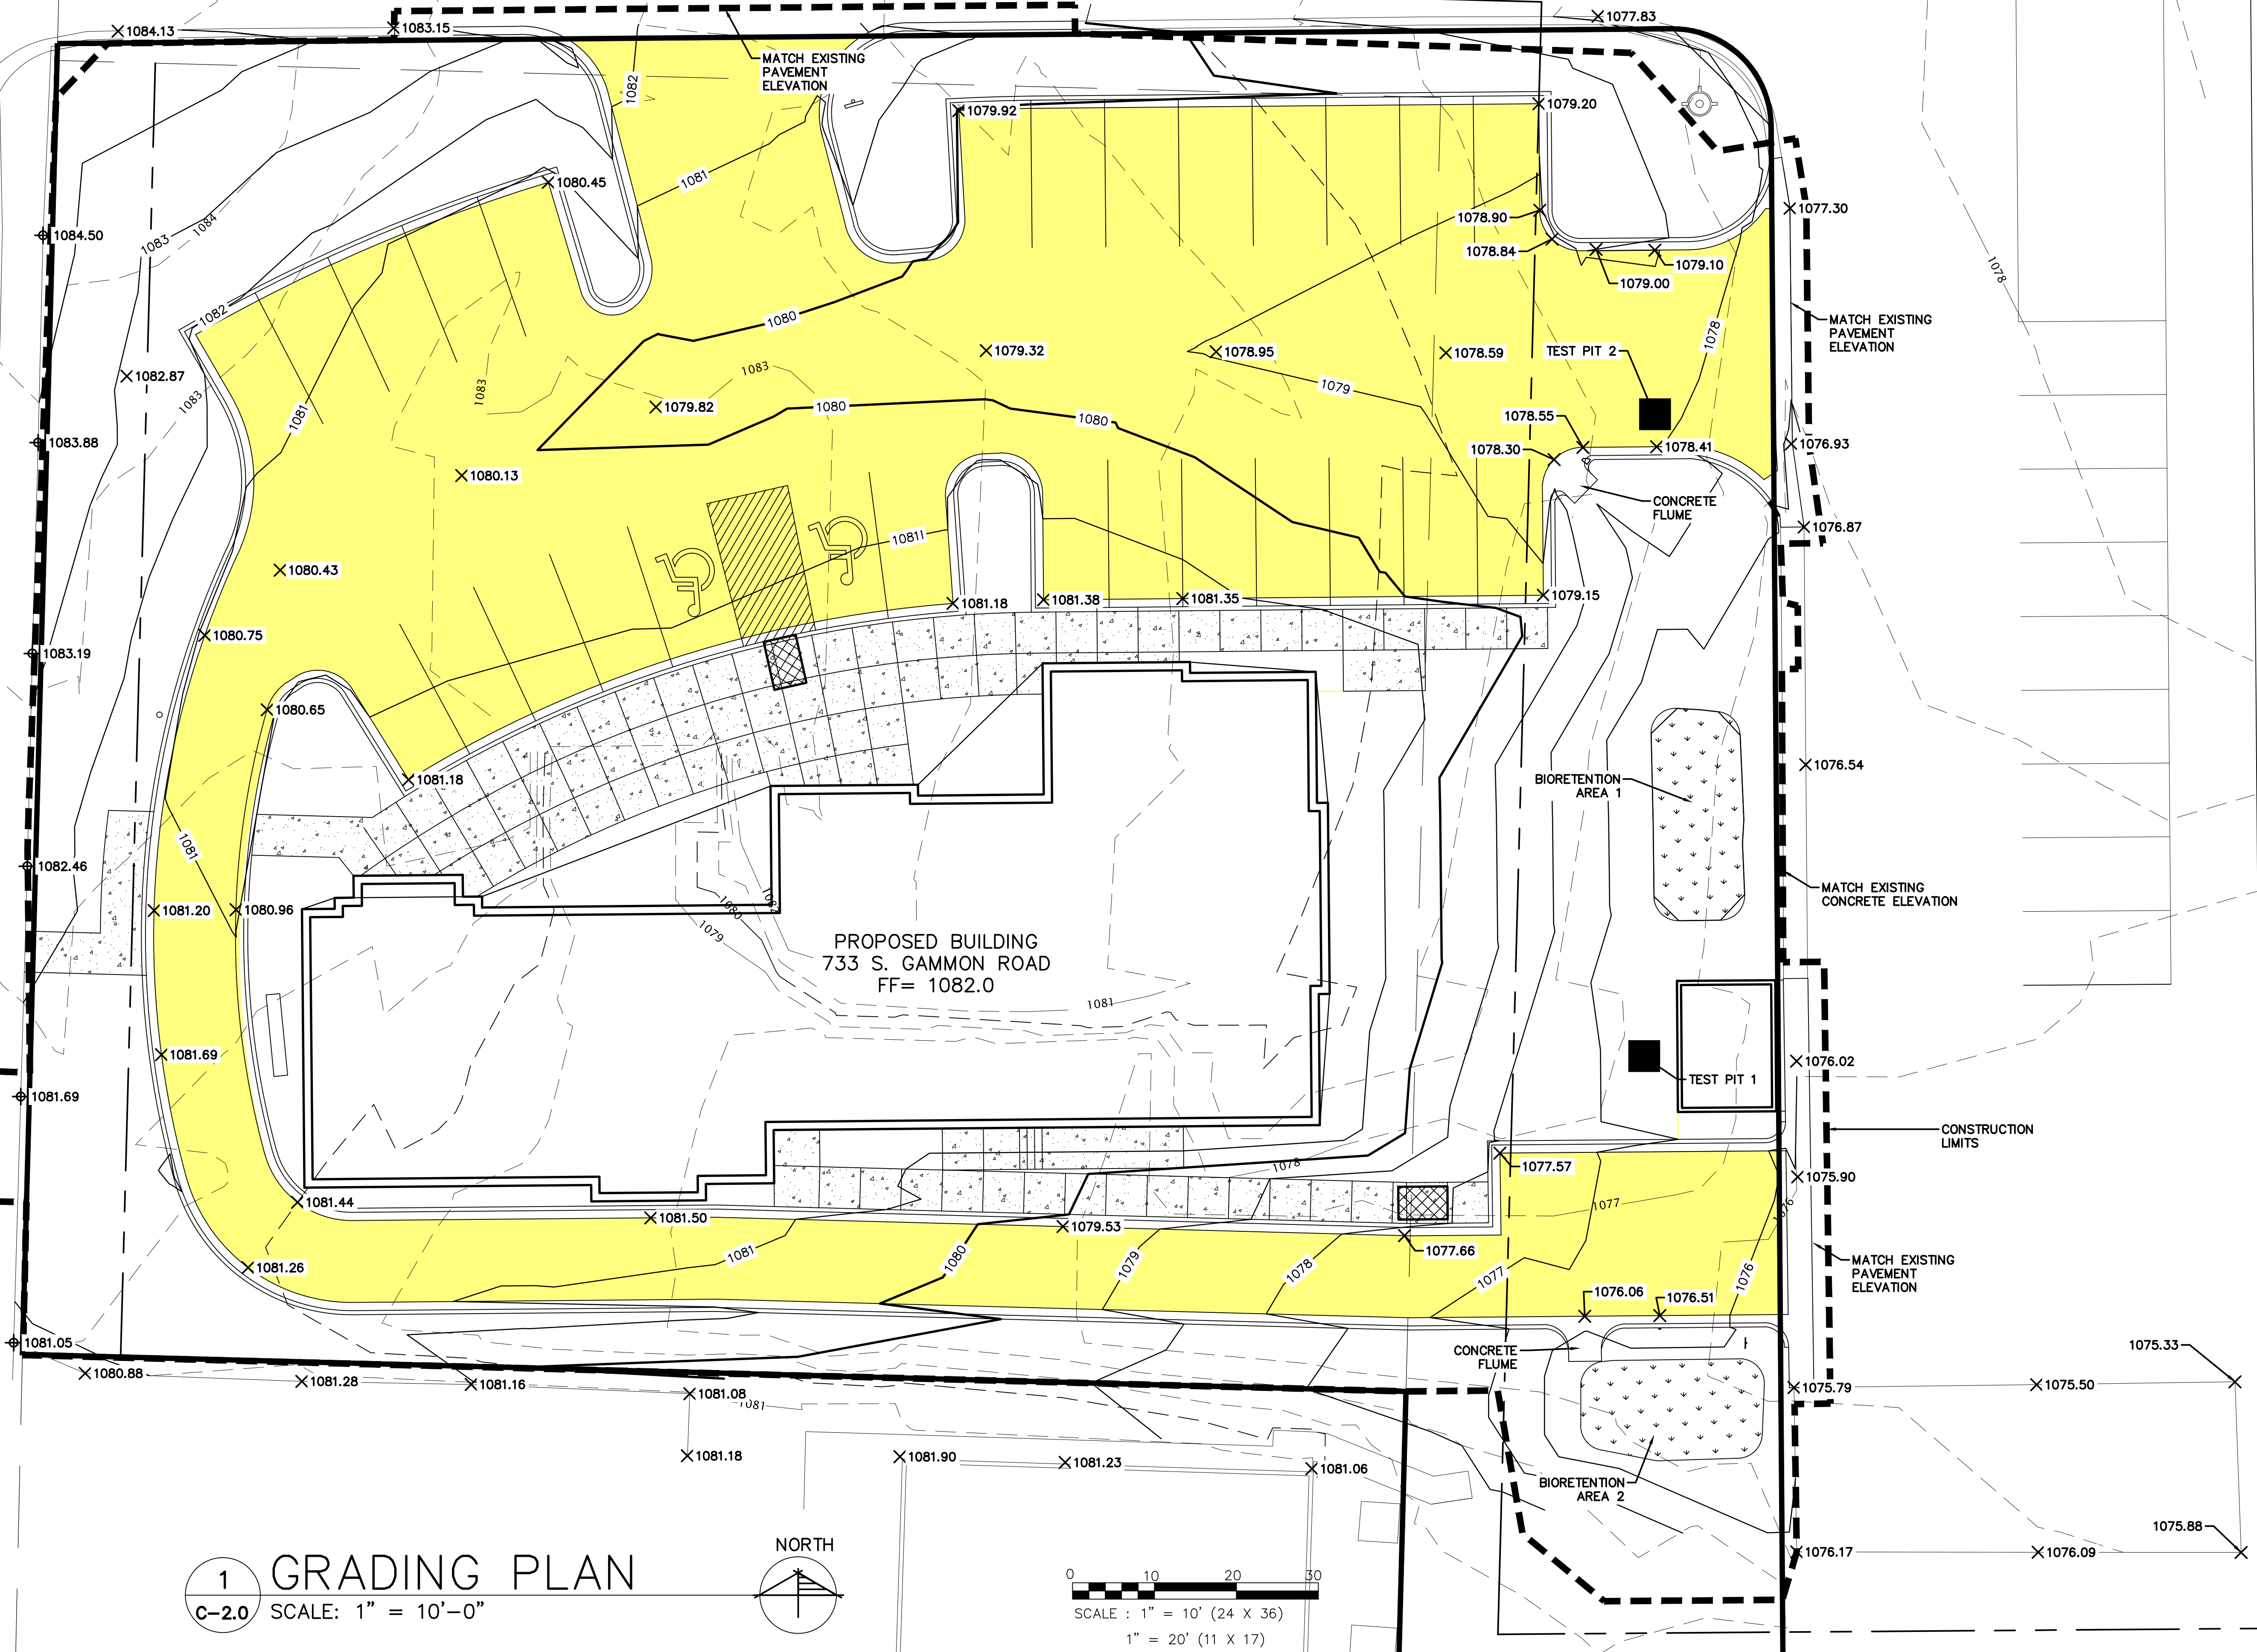 1084.13
1083.15
1077.83
MATCH EXISTING
PAVEMENT
ELEVATION
1082
1079.92
1079.20
1081
1080.45
1084.50
1083
1084
1078.90
1078.84
1077.30
1079.10
1079.00
1078
1082
1080
1078
MATCH EXISTING
PAVEMENT
ELEVATION
1079.32
1078.95
1078.59
TEST PIT 2
1082.87
1083
1083
1083
1079
1081
1079.82
1080
1080
1078.55
1078.30
1078.41
1083.88
1076.93
1080.13
CONCRETE
FLUME
1076.87
10811
1080.43
1081.18
1081.38
1081.35
1079.15
1080.75
1083.19
1080.65
1081.18
1076.54
BIORETENTION
AREA 1
1081
1082.46
MATCH EXISTING
CONCRETE ELEVATION
1081.20
1080.96
1080
1082
1079
PROPOSED BUILDING
733 S. GAMMON ROAD
FF= 1082.0
1081
1081.69
1076.02
TEST PIT 1
1081.69
CONSTRUCTION
LIMITS
1078
1077.57
1075.90
1081.44
1077
1076
1081.50
1079.53
1077.66
1081
1080
1079
1078
1077
1076
MATCH EXISTING
PAVEMENT
ELEVATION
1081.26
1076.06
1076.51
1081.05
CONCRETE
FLUME
1075.33
1080.88
1081.28
1081.16
1081.08
1081
1075.79
1075.50
1081.18
1081.90
1081.23
1081.06
BIORETENTION
AREA 2
1075.88
1076.17
1076.09
NORTH
1
C-2.0
GRADING PLAN
SCALE: 1" = 10'-0"
0 10 20 30
SCALE : 1" = 10' (24 X 36)
1" = 20' (11 X 17)